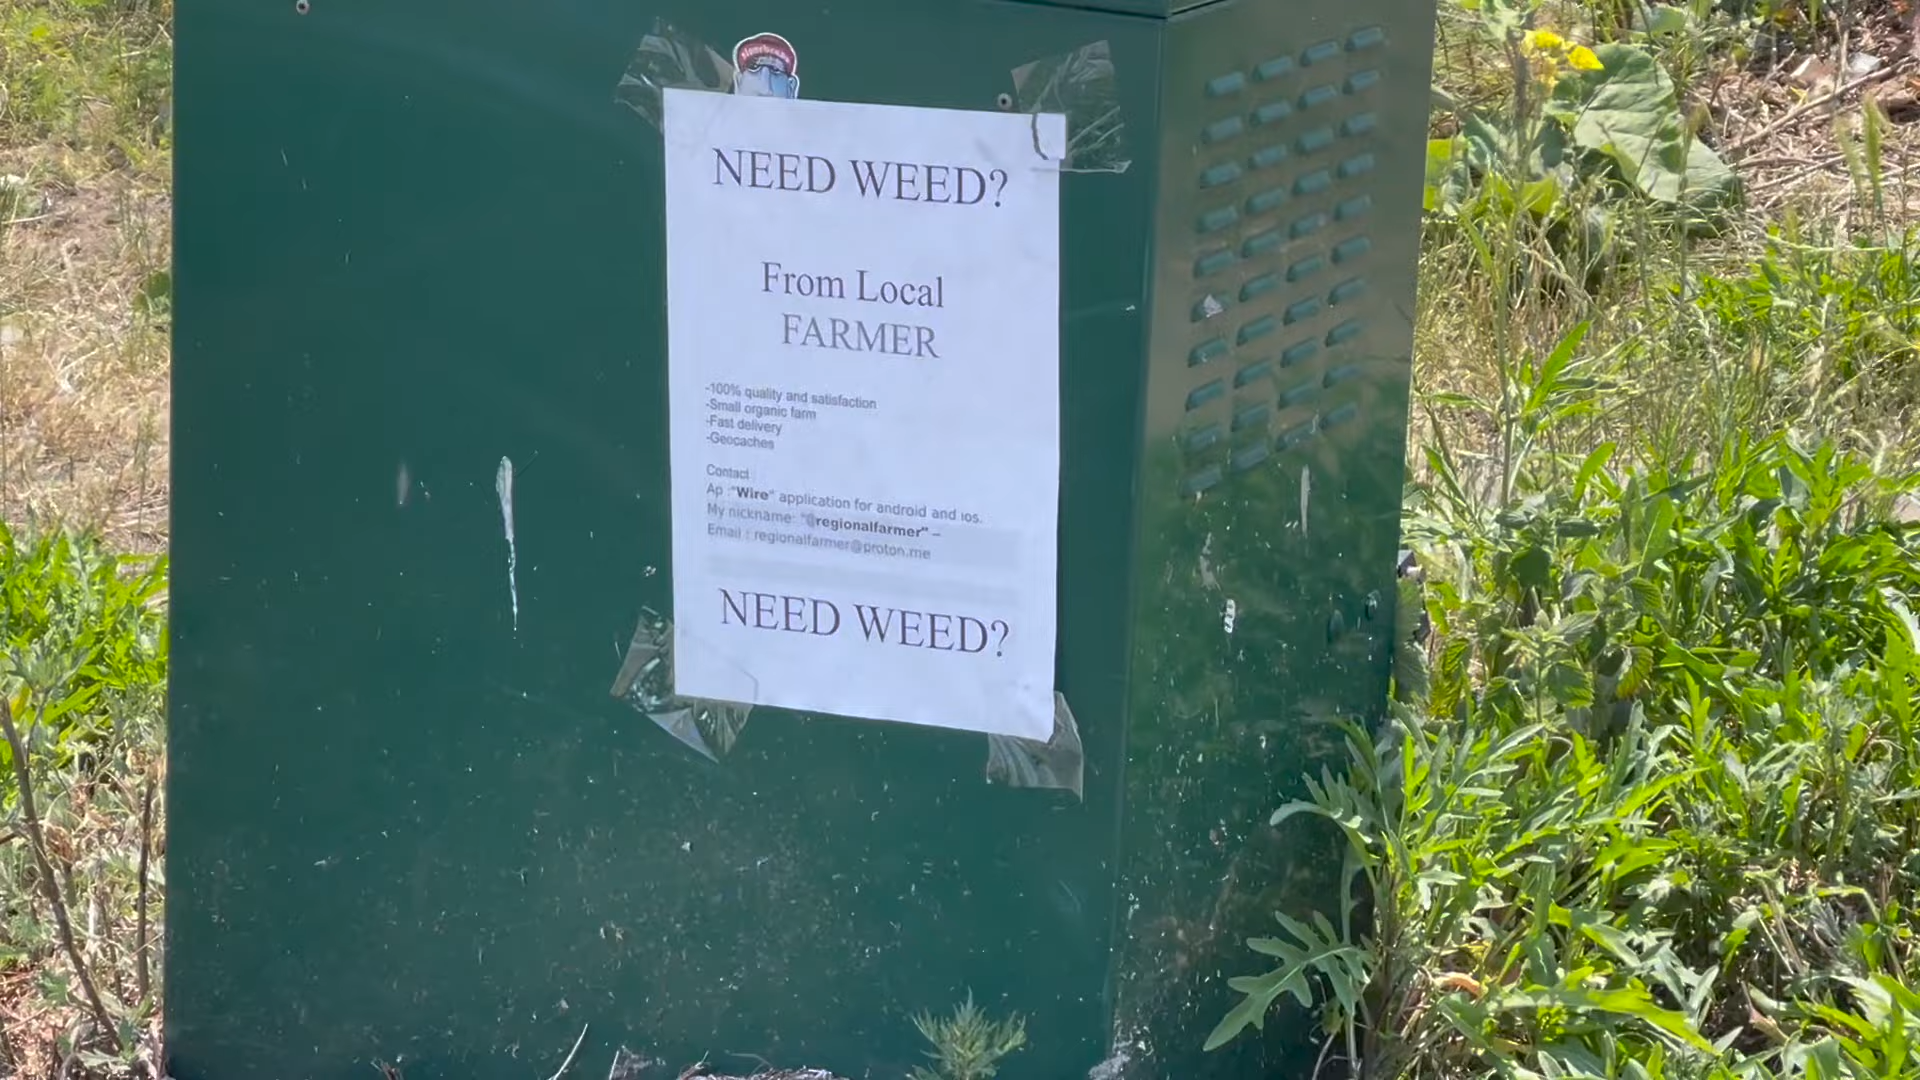 NEED WEED?
From Local
FARMER
-100% quality and satisfaction
-Small organic farm
-Fast delivery
-Geocaches
Contact
Ap :"Wire" application for android and ios.
My nickname: "@regionalfarmer" –
Email : regionalfarmer@proton.me
NEED WEED?